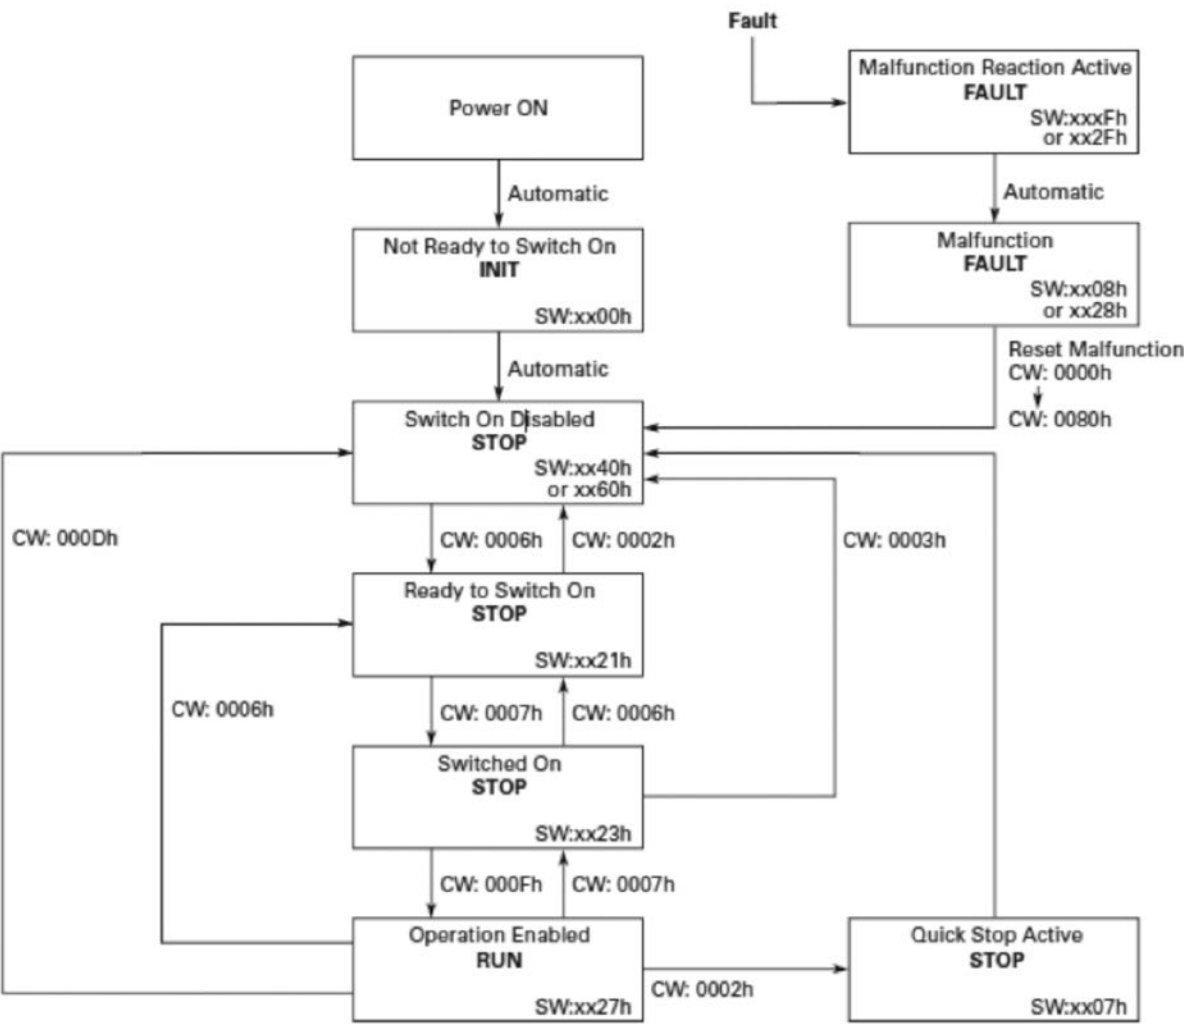 Fault
Power ON
Malfunction Reaction Active
FAULT
SW:xxxFh
or xx2Fh
Automatic
Automatic
Not Ready to Switch On
INIT
SW:xx00h
Malfunction
FAULT
SW:xx08h
or xx28h
Automatic
Reset Malfunction
CW: 0000h
CW: 0080h
Switch On Disabled
STOP
SW:xx40h
or xx60h
CW: 000Dh
CW: 0006h
CW: 0002h
CW: 0003h
Ready to Switch On
STOP
SW:xx21h
CW: 0006h
CW: 0007h
CW: 0006h
Switched On
STOP
SW:xx23h
CW: 000Fh
CW: 0007h
Operation Enabled
RUN
SW:xx27h
CW: 0002h
Quick Stop Active
STOP
SW:xx07h